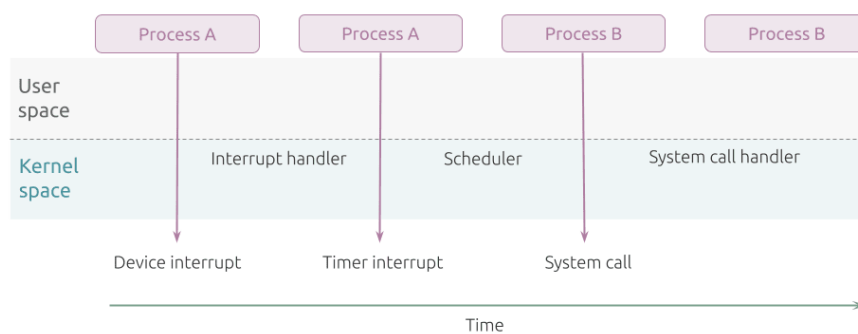 Process A
Process A
Process B
Process B
User
space
Kernel
space
Interrupt handler
Scheduler
System call handler
Device interrupt
Timer interrupt
System call
Time